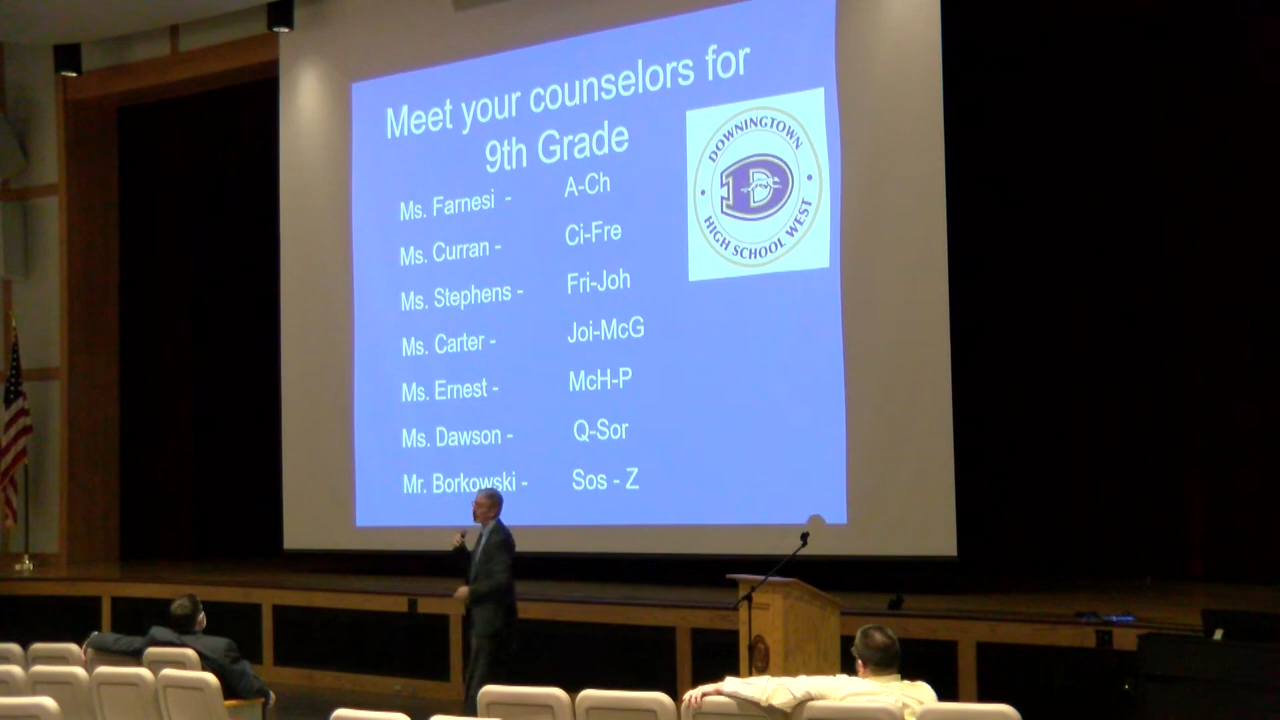 Meet your counselors for
9th Grade
Ms. Farnesi - A-Ch
Ms. Curran - Ci-Fre
Ms. Stephens - Fri-Joh
Ms. Carter - Joi-McG
Ms. Ernest - McH-P
Ms. Dawson - Q-Sor
Mr. Borkowski - Sos - Z
DOWNINGTOWN
D
HIGH SCHOOL WEST